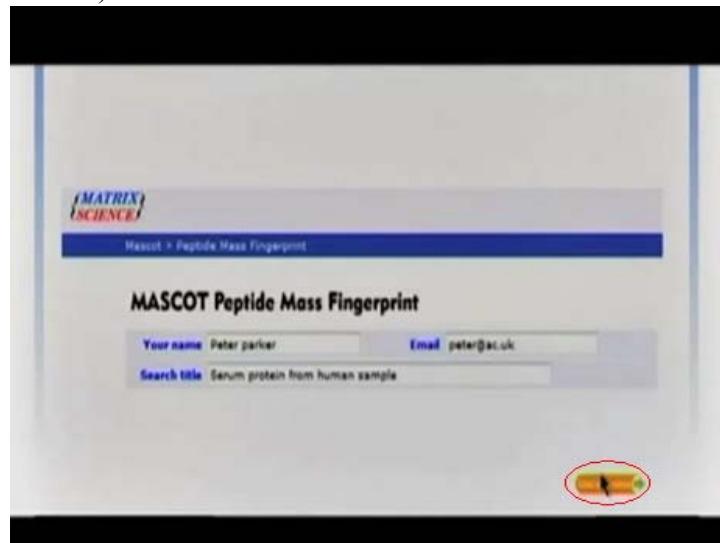 MATRIX
SCIENCE
Mascot > Peptide Mass Fingerprint
MASCOT Peptide Mass Fingerprint
Your name Peter parker Email peter@ac.uk
Search title Serum protein from human sample